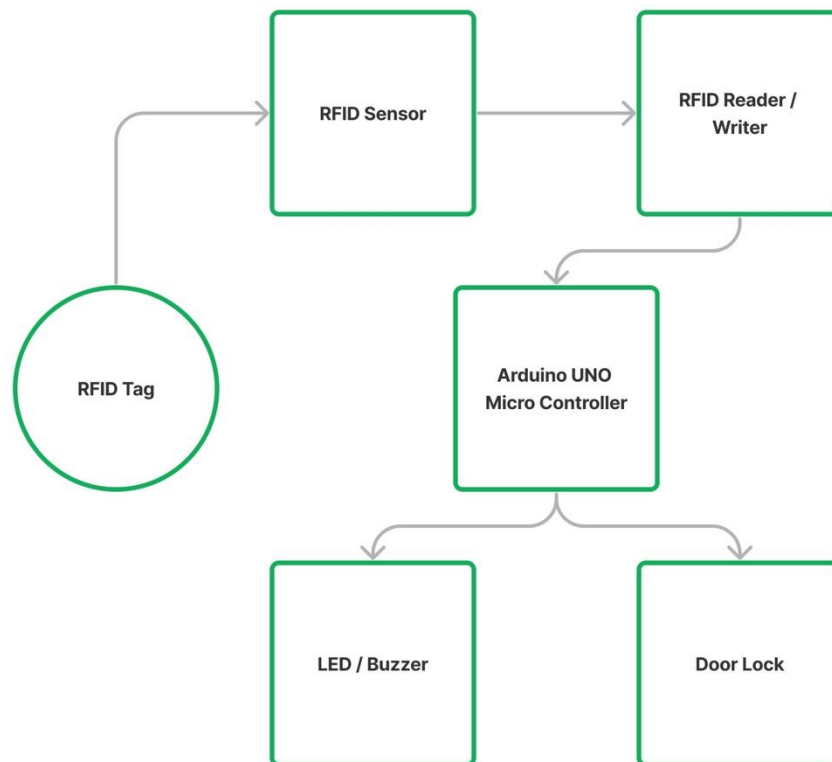 RFID Sensor
RFID Reader /
Writer
RFID Tag
Arduino UNO
Micro Controller
LED / Buzzer
Door Lock